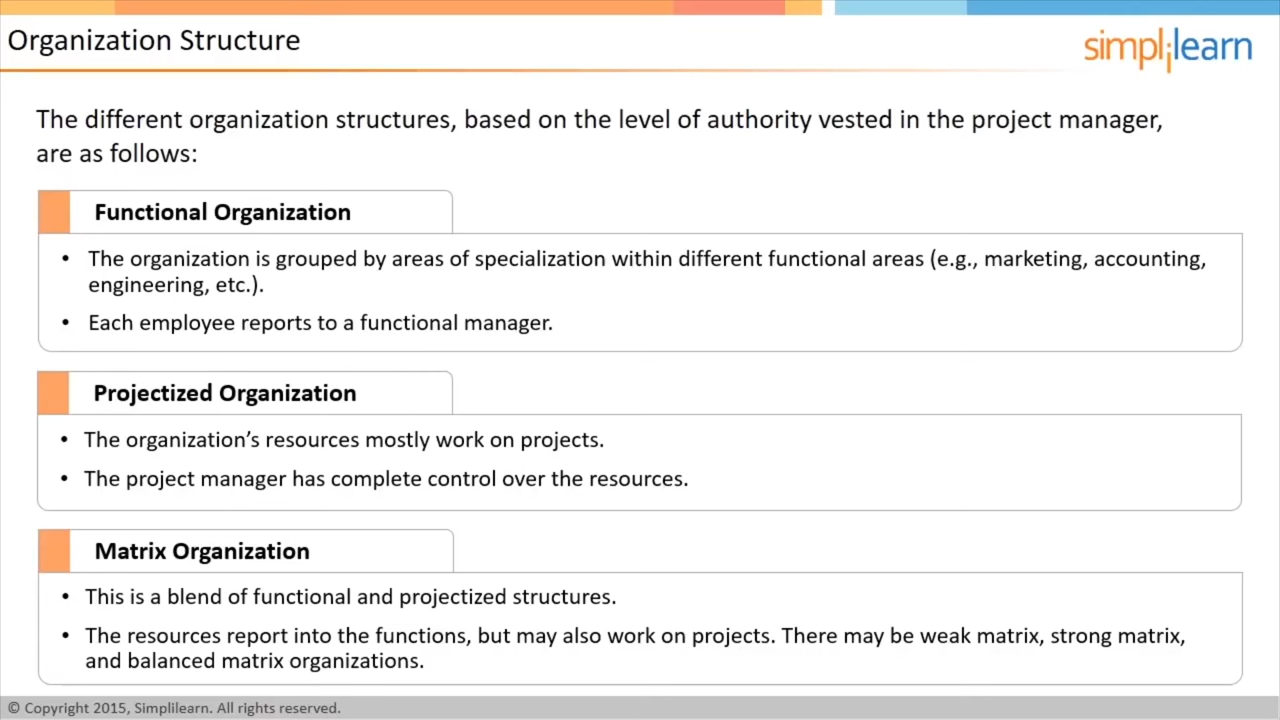 Organization Structure
simplilearn
The different organization structures, based on the level of authority vested in the project manager,
are as follows:
Functional Organization
• The organization is grouped by areas of specialization within different functional areas (e.g., marketing, accounting,
engineering, etc.).
• Each employee reports to a functional manager.
Projectized Organization
• The organization’s resources mostly work on projects.
• The project manager has complete control over the resources.
Matrix Organization
• This is a blend of functional and projectized structures.
• The resources report into the functions, but may also work on projects. There may be weak matrix, strong matrix,
and balanced matrix organizations.
© Copyright 2015, Simplilearn. All rights reserved.